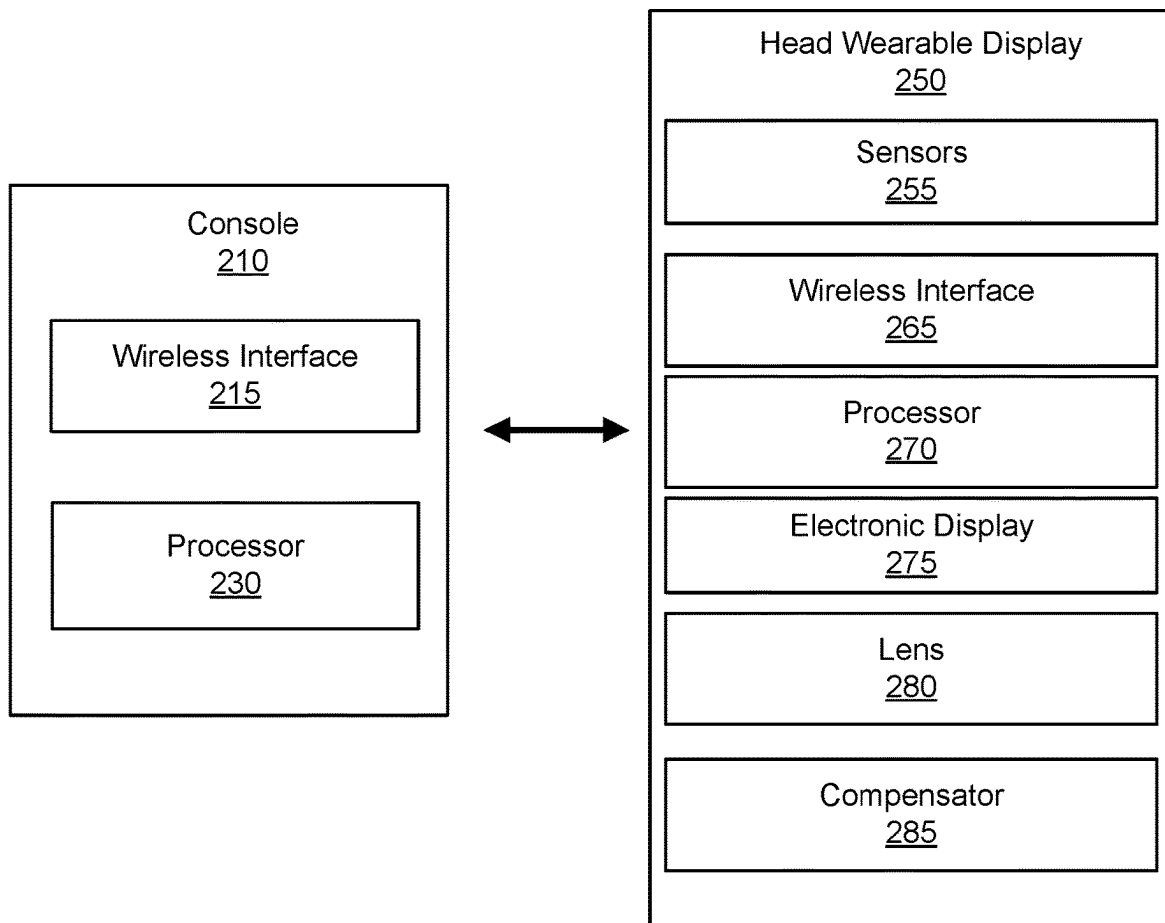 Console
210
Wireless Interface
215
Processor
230
Head Wearable Display
250
Sensors
255
Wireless Interface
265
Processor
270
Electronic Display
275
Lens
280
Compensator
285